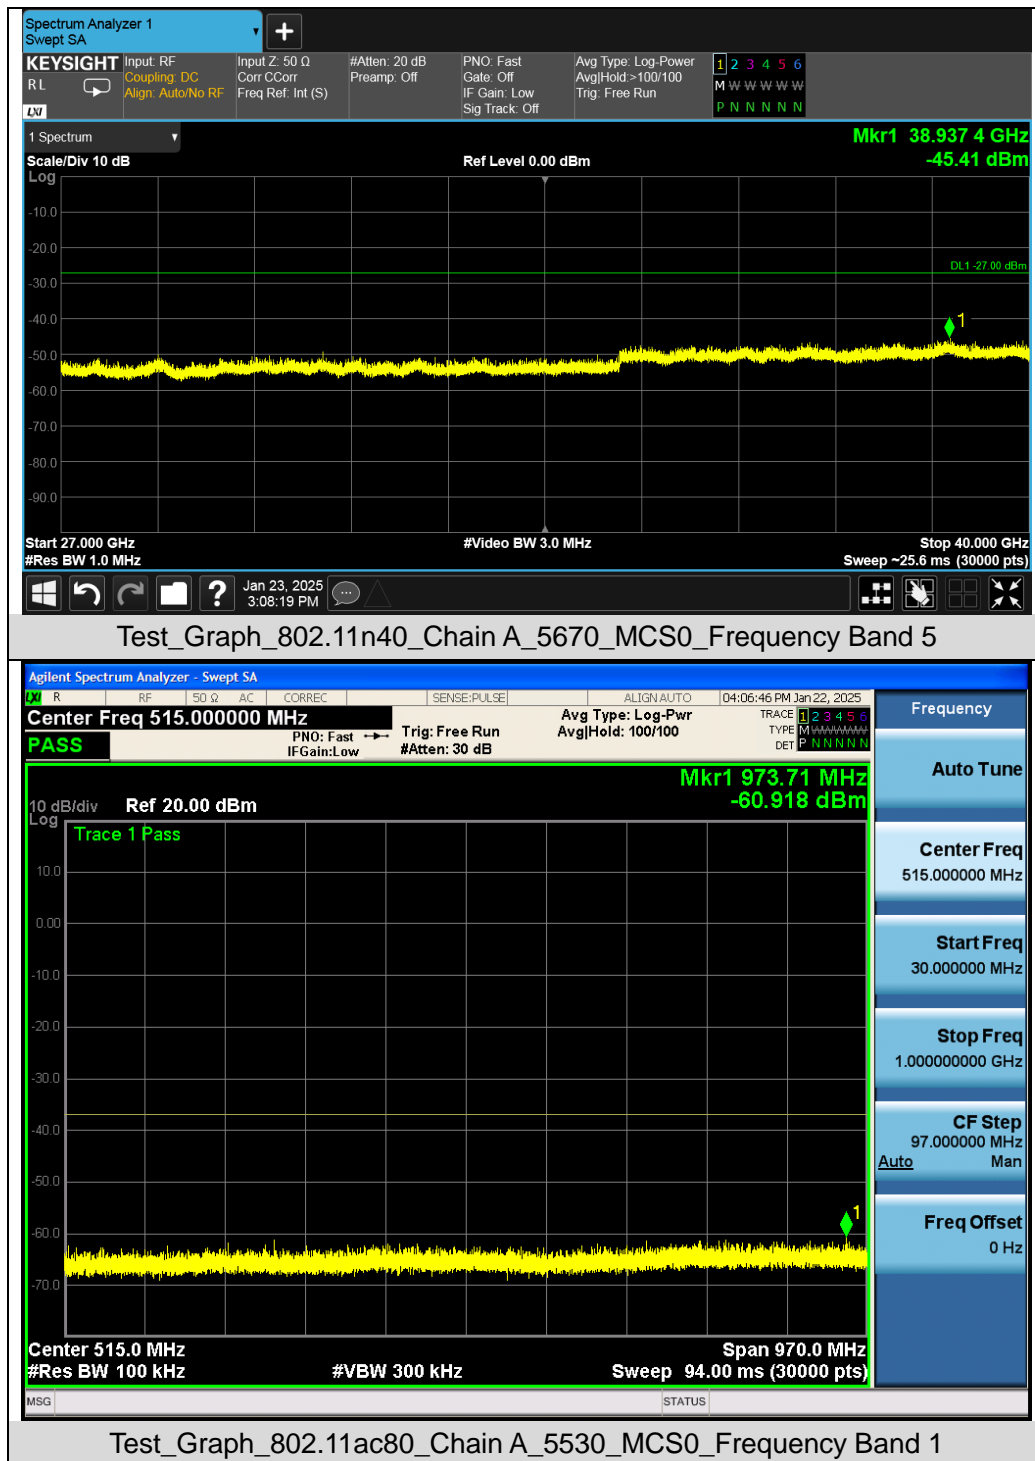 Spectrum Analyzer 1
Swept SA
KEYSIGHT
R L
LXI
Input: RF
Coupling: DC
Align: Auto/No RF
Input Z: 50 Ω
Corr CCorr
Freq Ref: Int (S)
#Atten: 20 dB
Preamp: Off
PNO: Fast
Gate: Off
IF Gain: Low
Sig Track: Off
Avg Type: Log-Power
Avg|Hold:>100/100
Trig: Free Run
1 2 3 4 5 6
M W W W W W
P N N N N N
1 Spectrum
Mkr1 38.937 4 GHz
-45.41 dBm
Scale/Div 10 dB
Ref Level 0.00 dBm
Log
-10.0
-20.0
DL1 -27.00 dBm
-30.0
-40.0
1
-50.0
-60.0
-70.0
-80.0
-90.0
Start 27.000 GHz
#Video BW 3.0 MHz
Stop 40.000 GHz
#Res BW 1.0 MHz
Sweep ~25.6 ms (30000 pts)
?
Jan 23, 2025
3:08:19 PM
Test_Graph_802.11n40_Chain A_5670_MCS0_Frequency Band 5
Agilent Spectrum Analyzer - Swept SA
LXI R RF 50 Ω AC CORREC SENSE:PULSE ALIGN AUTO 04:06:46 PM Jan 22, 2025
Center Freq 515.000000 MHz
PASS
PNO: Fast
IFGain:Low
Trig: Free Run
#Atten: 30 dB
Avg Type: Log-Pwr
Avg|Hold: 100/100
TRACE 1 2 3 4 5 6
TYPE M WWWWW
DET P N N N N N
Mkr1 973.71 MHz
-60.918 dBm
10 dB/div Ref 20.00 dBm
Log
Trace 1 Pass
10.0
0.00
-10.0
-20.0
-30.0
-40.0
-50.0
1
-60.0
-70.0
Center 515.0 MHz
Span 970.0 MHz
#Res BW 100 kHz
#VBW 300 kHz
Sweep 94.00 ms (30000 pts)
MSG
STATUS
Frequency
Auto Tune
Center Freq
515.000000 MHz
Start Freq
30.000000 MHz
Stop Freq
1.000000000 GHz
CF Step
97.000000 MHz
Auto Man
Freq Offset
0 Hz
Test_Graph_802.11ac80_Chain A_5530_MCS0_Frequency Band 1